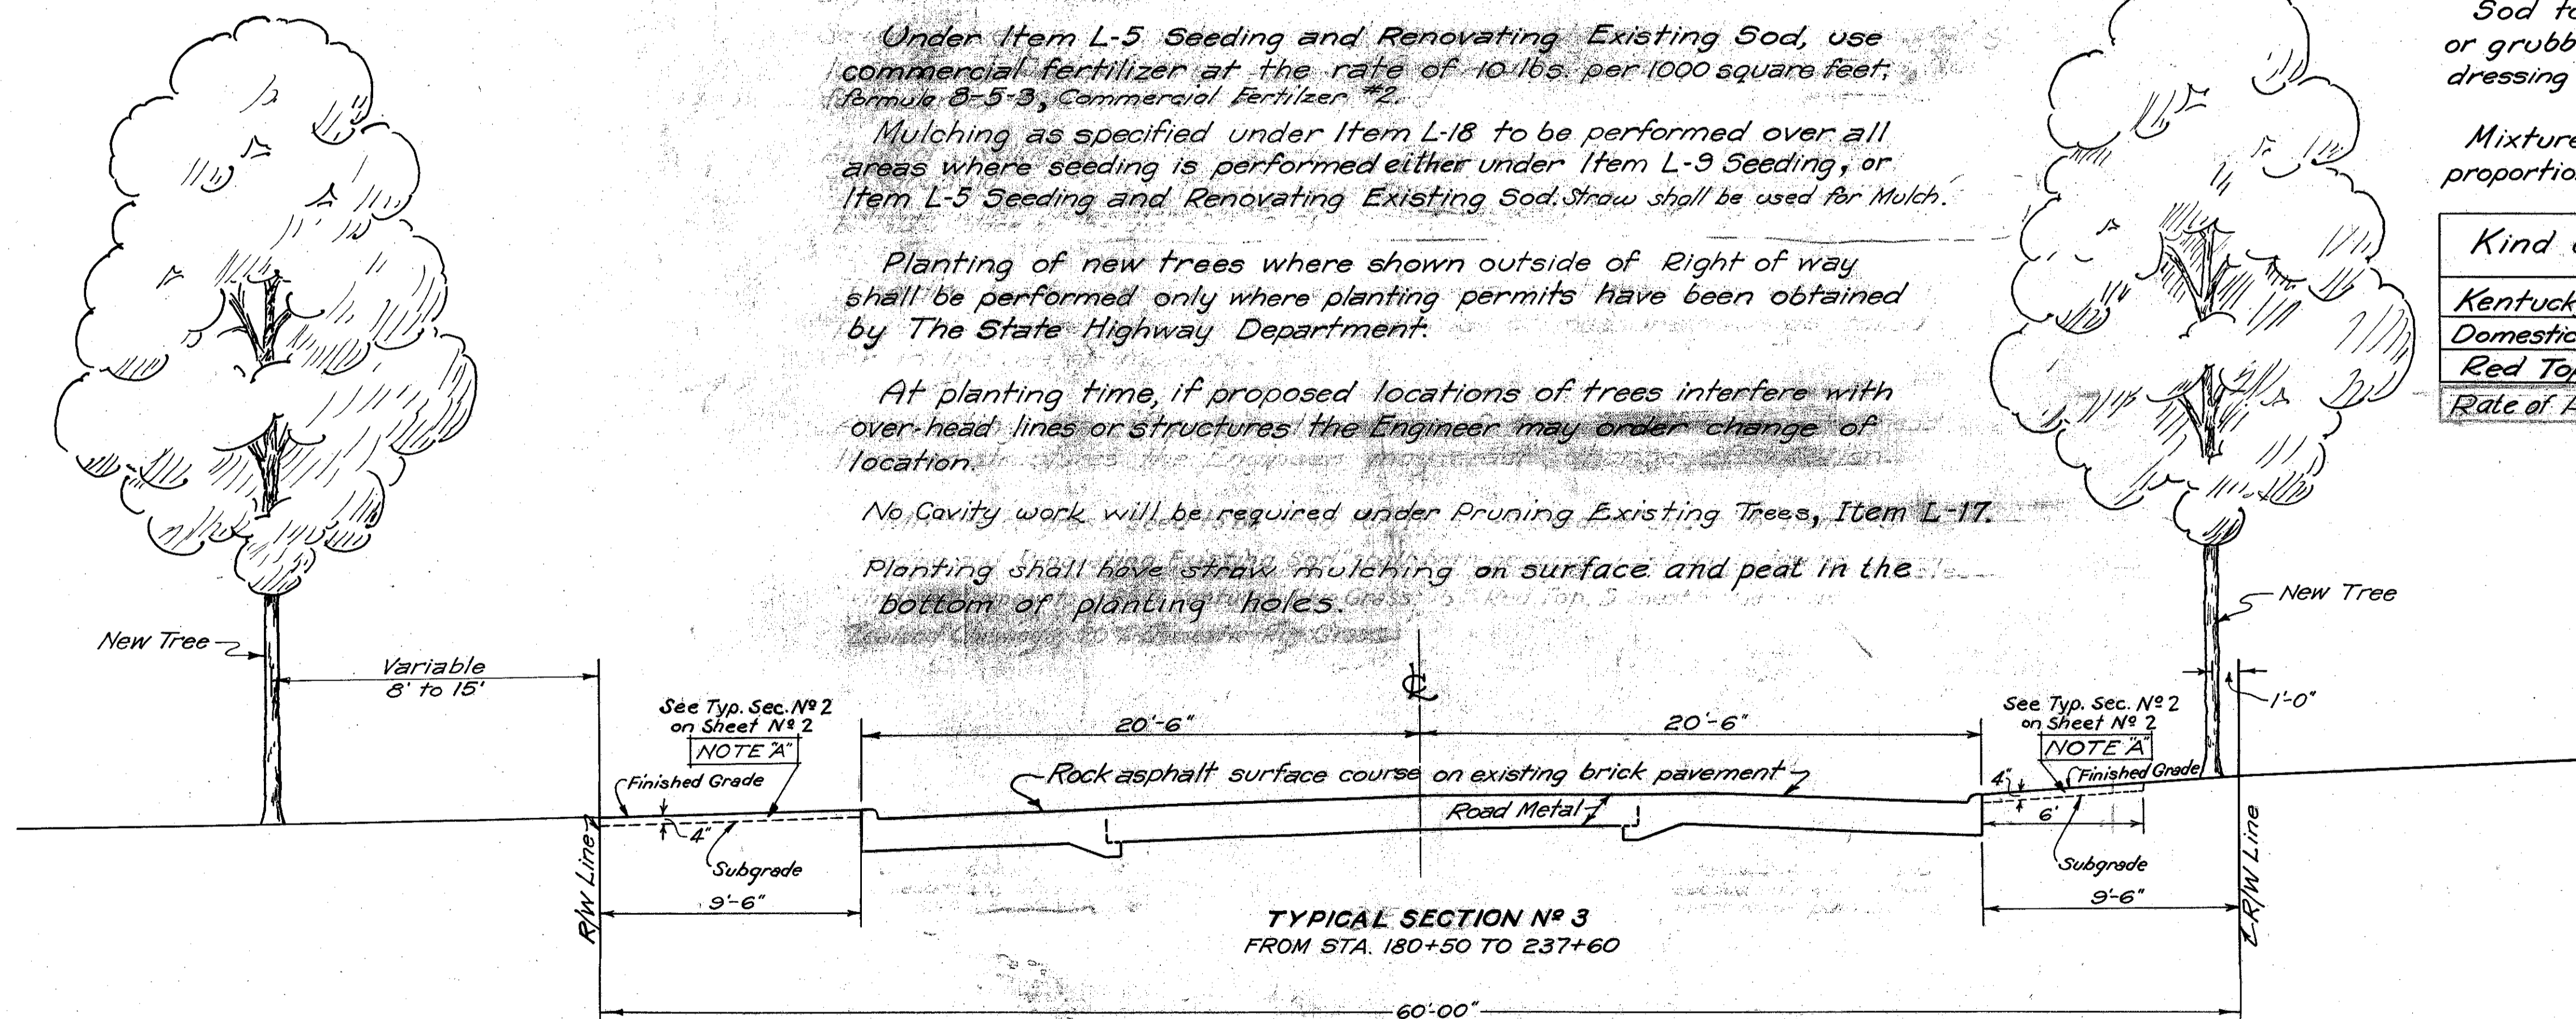 Under Item L-5 Seeding and Renovating Existing Sod, use
commercial fertilizer at the rate of 10 lbs. per 1000 square feet,
formula 8-5-3, Commercial Fertilzer #2.
Mulching as specified under Item L-18 to be performed over all
areas where seeding is performed either under Item L-9 Seeding, or
Item L-5 Seeding and Renovating Existing Sod. Straw shall be used for Mulch.
Planting of new trees where shown outside of Right of way
shall be performed only where planting permits have been obtained
by The State Highway Department.
At planting time, if proposed locations of trees interfere with
over-head lines or structures the Engineer may order change of
location.
No Cavity work will be required under Pruning Existing Trees, Item L-17.
Planting shall have straw mulching on surface and peat in the
bottom of planting holes.
Sod to
or grubb
dressing
Mixture
proportio
Kind
Kentuck
Domestic
Red Top
Rate of
New Tree
Variable
8' to 15'
See Typ. Sec. Nº 2
on Sheet Nº 2
NOTE "A"
Finished Grade
4"
Subgrade
9'-6"
R/W Line
20'-6"
℄
20'-6"
Rock asphalt surface course on existing brick pavement
Road Metal
See Typ. Sec. Nº 2
on Sheet Nº 2
NOTE "A"
Finished Grade
4"
6'
Subgrade
9'-6"
R/W Line
New Tree
1'-0"
TYPICAL SECTION Nº 3
FROM STA. 180+50 TO 237+60
60'-00"